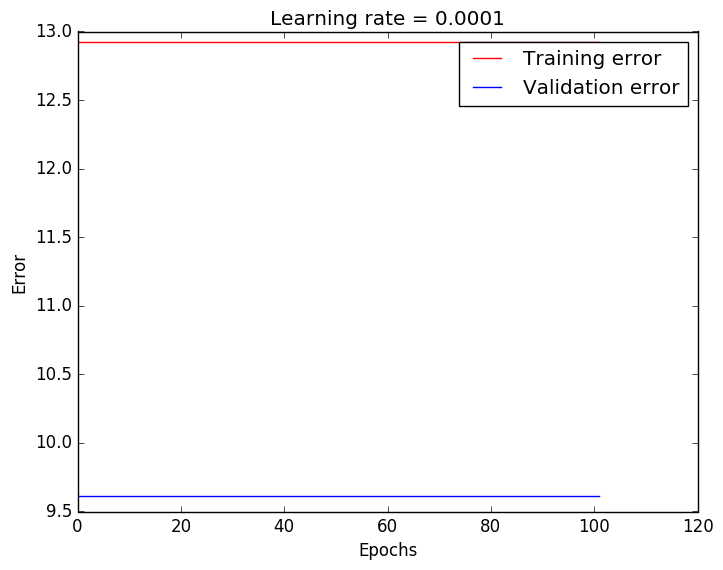 Learning rate = 0.0001
13.0
12.5
12.0
11.5
11.0
10.5
10.0
9.5
Error
Training error
Validation error
0 20 40 60 80 100 120
Epochs